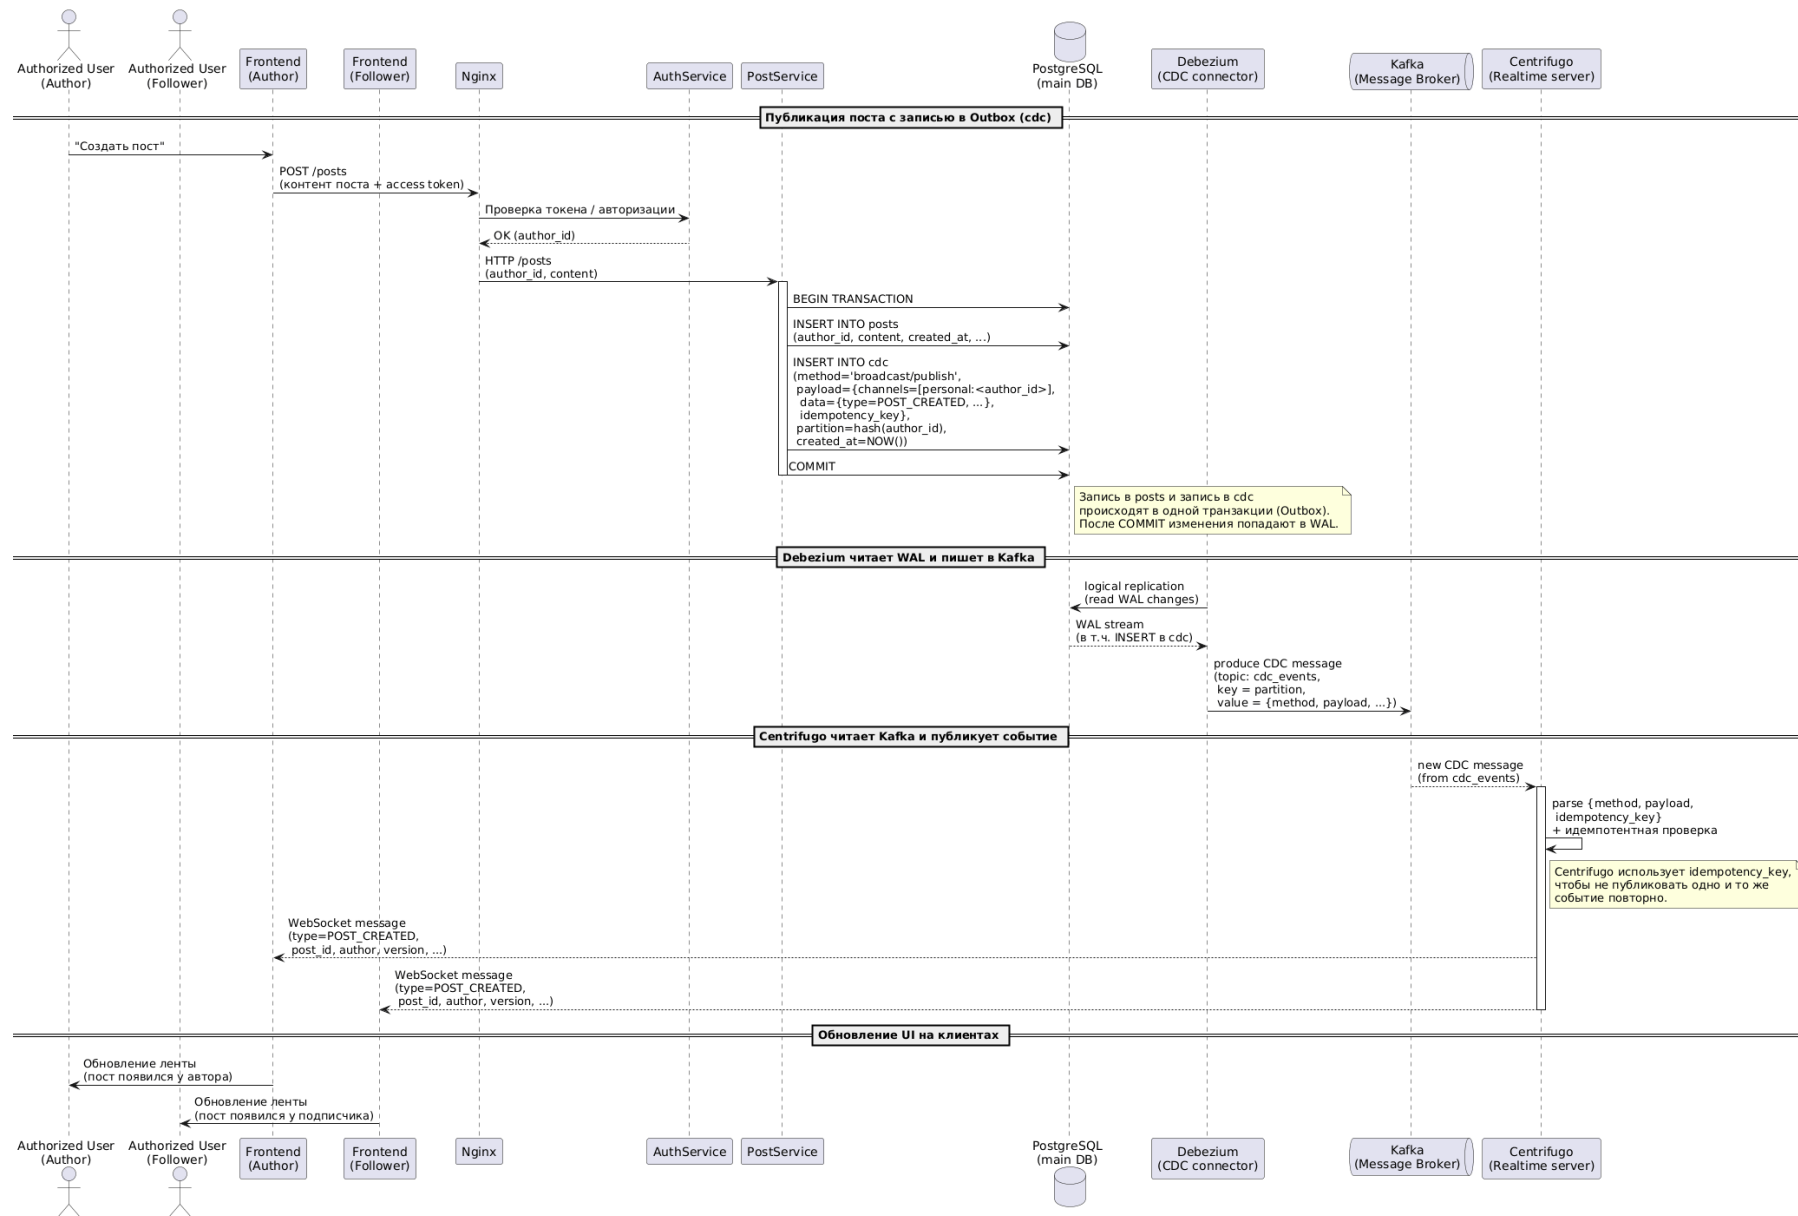 Authorized User
(Author)
Authorized User
(Follower)
Frontend
(Author)
Frontend
(Follower)
Nginx
AuthService
PostService
PostgreSQL
(main DB)
Debezium
(CDC connector)
Kafka
(Message Broker)
Centrifugo
(Realtime server)
Публикация поста с записью в Outbox (cdc)
"Создать пост"
POST /posts
(контент поста + access token)
Проверка токена / авторизации
OK (author_id)
HTTP /posts
(author_id, content)
BEGIN TRANSACTION
INSERT INTO posts
(author_id, content, created_at, ...)
INSERT INTO cdc
(method='broadcast/publish',
payload={channels=[personal:<author_id>],
data={type=POST_CREATED, ...},
idempotency_key},
partition=hash(author_id),
created_at=NOW())
COMMIT
Запись в posts и запись в cdc
происходят в одной транзакции (Outbox).
После COMMIT изменения попадают в WAL.
Debezium читает WAL и пишет в Kafka
logical replication
(read WAL changes)
WAL stream
(в т.ч. INSERT в cdc)
produce CDC message
(topic: cdc_events,
key = partition,
value = {method, payload, ...})
Centrifugo читает Kafka и публикует событие
new CDC message
(from cdc_events)
parse {method, payload,
idempotency_key}
+ идемпотентная проверка
Centrifugo использует idempotency_key,
чтобы не публиковать одно и то же
событие повторно.
WebSocket message
(type=POST_CREATED,
post_id, author, version, ...)
WebSocket message
(type=POST_CREATED,
post_id, author, version, ...)
Обновление UI на клиентах
Обновление ленты
(пост появился у автора)
Обновление ленты
(пост появился у подписчика)
Authorized User
(Author)
Authorized User
(Follower)
Frontend
(Author)
Frontend
(Follower)
Nginx
AuthService
PostService
PostgreSQL
(main DB)
Debezium
(CDC connector)
Kafka
(Message Broker)
Centrifugo
(Realtime server)